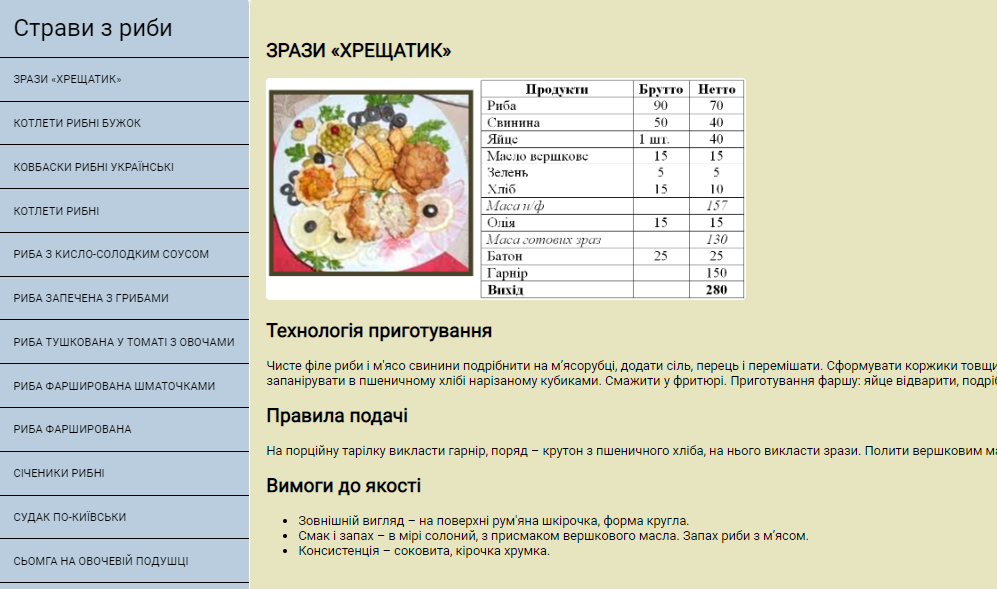 Страви з риби
ЗРАЗИ «ХРЕЩАТИК»
КОТЛЕТИ РИБНІ БУЖОК
КОВБАСКИ РИБНІ УКРАЇНСЬКІ
КОТЛЕТИ РИБНІ
РИБА З КИСЛО-СОЛОДКИМ СОУСОМ
РИБА ЗАПЕЧЕНА З ГРИБАМИ
РИБА ТУШКОВАНА У ТОМАТІ З ОВОЧАМИ
РИБА ФАРШИРОВАНА ШМАТОЧКАМИ
РИБА ФАРШИРОВАНА
СІЧЕНИКИ РИБНІ
СУДАК ПО-КИЇВСЬКИ
СЬОМГА НА ОВОЧЕВІЙ ПОДУШЦІ
ЗРАЗИ «ХРЕЩАТИК»
Продукти Брутто Нетто
Риба 90 70
Свинина 50 40
Яйце 1 шт. 40
Масло вершкове 15 15
Зелень 5 5
Хліб 15 10
Маса н/ф 157
Олія 15 15
Маса готових зраз 130
Батон 25 25
Гарнір 150
Вихід 280
Технологія приготування
Чисте філе риби і м'ясо свинини подрібнити на м’ясорубці, додати сіль, перець і перемішати. Сформувати коржики товщи
запанірувати в пшеничному хлібі нарізаному кубиками. Смажити у фритюрі. Приготування фаршу: яйце відварити, подріб
Правила подачі
На порційну тарілку викласти гарнір, поряд – крутон з пшеничного хліба, на нього викласти зрази. Полити вершковим ма
Вимоги до якості
• Зовнішній вигляд – на поверхні рум'яна шкірочка, форма кругла.
• Смак і запах – в мірі солоний, з присмаком вершкового масла. Запах риби з м’ясом.
• Консистенція – соковита, кірочка хрумка.